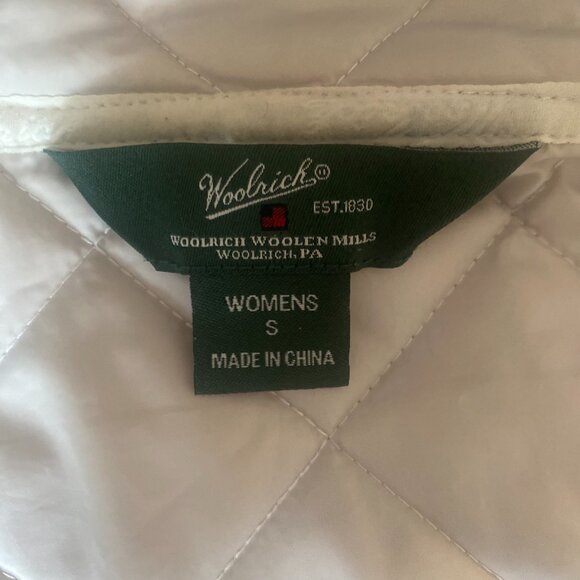 Woolrich®
EST.1830
WOOLRICH WOOLEN MILLS
WOOLRICH, PA
WOMENS
S
MADE IN CHINA